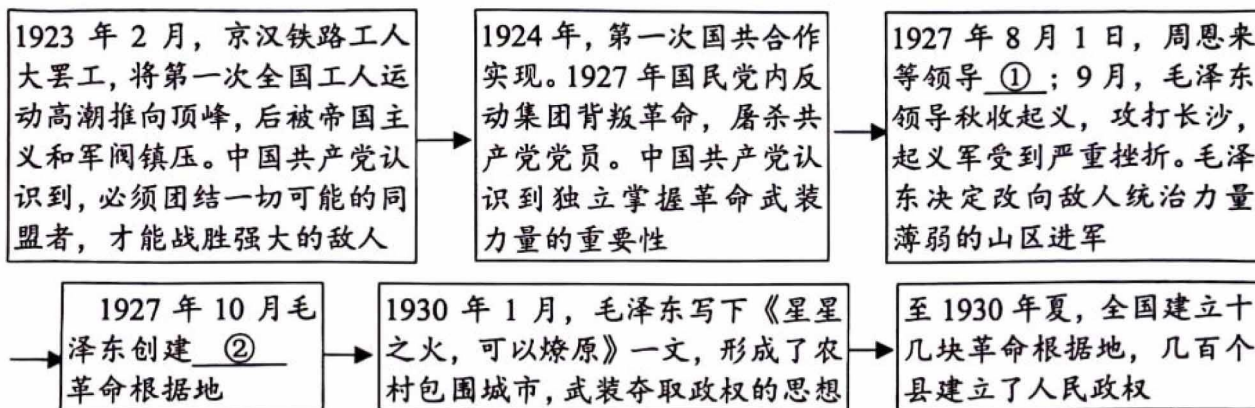 1923 年 2 月，京汉铁路工人
大罢工，将第一次全国工人运
动高潮推向顶峰，后被帝国主
义和军阀镇压。中国共产党认
识到，必须团结一切可能的同
盟者，才能战胜强大的敌人
1924 年，第一次国共合作
实现。1927 年国民党内反
动集团背叛革命，屠杀共
产党党员。中国共产党认
识到独立掌握革命武装
力量的重要性
1927 年 8 月 1 日，周恩来
等领导 ① ；9 月，毛泽东
领导秋收起义，攻打长沙，
起义军受到严重挫折。毛泽
东决定改向敌人统治力量
薄弱的山区进军
1927 年 10 月毛
泽东创建 ②
革命根据地
1930 年 1 月，毛泽东写下《星星
之火，可以燎原》一文，形成了农
村包围城市，武装夺取政权的思想
至 1930 年夏，全国建立十
几块革命根据地，几百个
县建立了人民政权